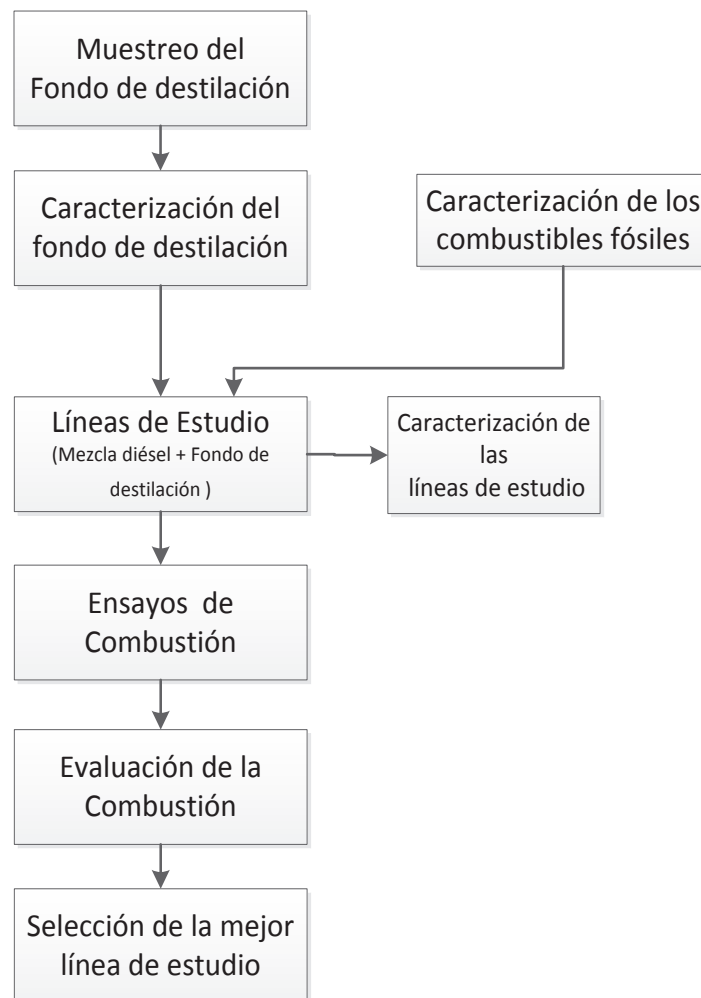 Muestreo del
Fondo de destilación
Caracterización del
fondo de destilación
Caracterización de los
combustibles fósiles
Líneas de Estudio
(Mezcla diésel + Fondo de
destilación )
Caracterización de
las
líneas de estudio
Ensayos de
Combustión
Evaluación de la
Combustión
Selección de la mejor
línea de estudio